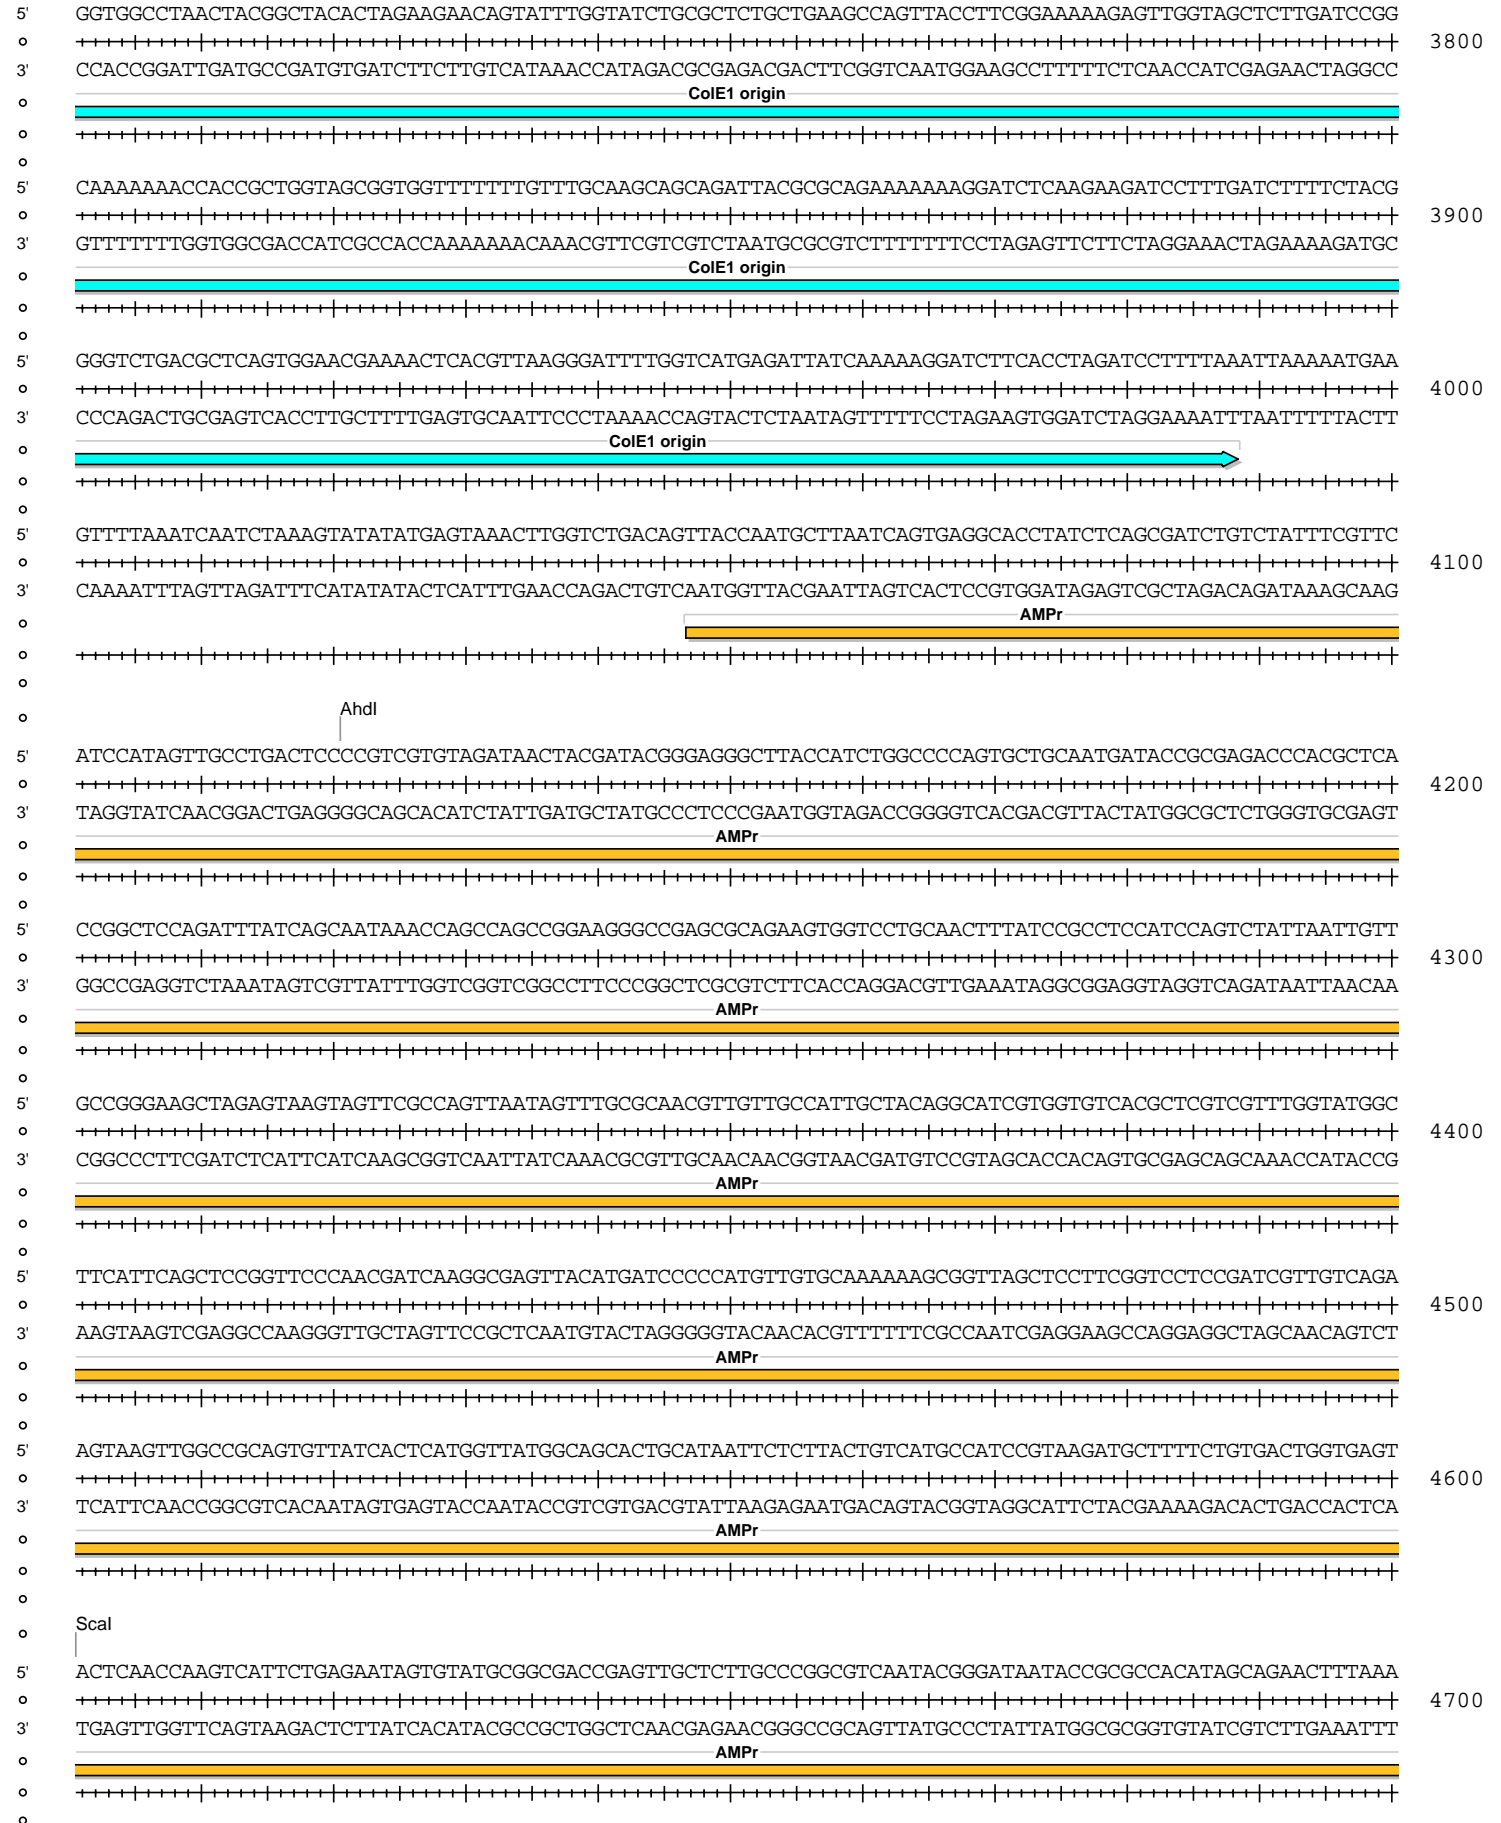 5' GGTGGCCTAACTACGGCTACACTAGAAGAACAGTATTTGGTATCTGCGCTCTGCTGAAGCCAGTTACCTTCGGAAAAAGAGTTGGTAGCTCTTGATCCGG
3800
3' CCACCGGATTGATGCCGATGTGATCTTCTTGTCATAAACCATAGACGCGAGACGACTTCGGTCAATGGAAGCCTTTTTCTCAACCATCGAGAACTAGGCC
ColE1 origin
5' CAAAAAAACCACCGCTGGTAGCGGTGGTTTTTTTGTTTGCAAGCAGCAGATTACGCGCAGAAAAAAAGGATCTCAAGAAGATCCTTTGATCTTTTCTACG
3900
3' GTTTTTTTGGTGGCGACCATCGCCACCAAAAAAACAAACGTTCGTCGTCTAATGCGCGTCTTTTTTTCCTAGAGTTCTTCTAGGAAACTAGAAAAGATGC
ColE1 origin
5' GGGTCTGACGCTCAGTGGAACGAAAACTCACGTTAAGGGATTTTGGTCATGAGATTATCAAAAAGGATCTTCACCTAGATCCTTTTAAATTAAAAATGAA
4000
3' CCCAGACTGCGAGTCACCTTGCTTTTGAGTGCAATTCCCTAAAACCAGTACTCTAATAGTTTTTCCTAGAAGTGGATCTAGGAAAATTTAATTTTTACTT
ColE1 origin
5' GTTTTAAATCAATCTAAAGTATATATGAGTAAACTTGGTCTGACAGTTACCAATGCTTAATCAGTGAGGCACCTATCTCAGCGATCTGTCTATTTCGTTC
4100
3' CAAAATTTAGTTAGATTTCATATATACTCATTTGAACCAGACTGTCAATGGTTACGAATTAGTCACTCCGTGGATAGAGTCGCTAGACAGATAAAGCAAG
AMPr
AhdI
5' ATCCATAGTTGCCTGACTCCCCGTCGTGTAGATAACTACGATACGGGAGGGCTTACCATCTGGCCCCAGTGCTGCAATGATACCGCGAGACCCACGCTCA
4200
3' TAGGTATCAACGGACTGAGGGGCAGCACATCTATTGATGCTATGCCCTCCCGAATGGTAGACCGGGGTCACGACGTTACTATGGCGCTCTGGGTGCGAGT
AMPr
5' CCGGCTCCAGATTTATCAGCAATAAACCAGCCAGCCGGAAGGGCCGAGCGCAGAAGTGGTCCTGCAACTTTATCCGCCTCCATCCAGTCTATTAATTGTT
4300
3' GGCCGAGGTCTAAATAGTCGTTATTTGGTCGGTCGGCCTTCCCGGCTCGCGTCTTCACCAGGACGTTGAAATAGGCGGAGGTAGGTCAGATAATTAACAA
AMPr
5' GCCGGGAAGCTAGAGTAAGTAGTTCGCCAGTTAATAGTTTGCGCAACGTTGTTGCCATTGCTACAGGCATCGTGGTGTCACGCTCGTCGTTTGGTATGGC
4400
3' CGGCCCTTCGATCTCATTCATCAAGCGGTCAATTATCAAACGCGTTGCAACAACGGTAACGATGTCCGTAGCACCACAGTGCGAGCAGCAAACCATACCG
AMPr
5' TTCATTCAGCTCCGGTTCCCAACGATCAAGGCGAGTTACATGATCCCCCATGTTGTGCAAAAAAGCGGTTAGCTCCTTCGGTCCTCCGATCGTTGTCAGA
4500
3' AAGTAAGTCGAGGCCAAGGGTTGCTAGTTCCGCTCAATGTACTAGGGGGTACAACACGTTTTTTCGCCAATCGAGGAAGCCAGGAGGCTAGCAACAGTCT
AMPr
5' AGTAAGTTGGCCGCAGTGTTATCACTCATGGTTATGGCAGCACTGCATAATTCTCTTACTGTCATGCCATCCGTAAGATGCTTTTCTGTGACTGGTGAGT
4600
3' TCATTCAACCGGCGTCACAATAGTGAGTACCAATACCGTCGTGACGTATTAAGAGAATGACAGTACGGTAGGCATTCTACGAAAAGACACTGACCACTCA
AMPr
ScaI
5' ACTCAACCAAGTCATTCTGAGAATAGTGTATGCGGCGACCGAGTTGCTCTTGCCCGGCGTCAATACGGGATAATACCGCGCCACATAGCAGAACTTTAAA
4700
3' TGAGTTGGTTCAGTAAGACTCTTATCACATACGCCGCTGGCTCAACGAGAACGGGCCGCAGTTATGCCCTATTATGGCGCGGTGTATCGTCTTGAAATTT
AMPr